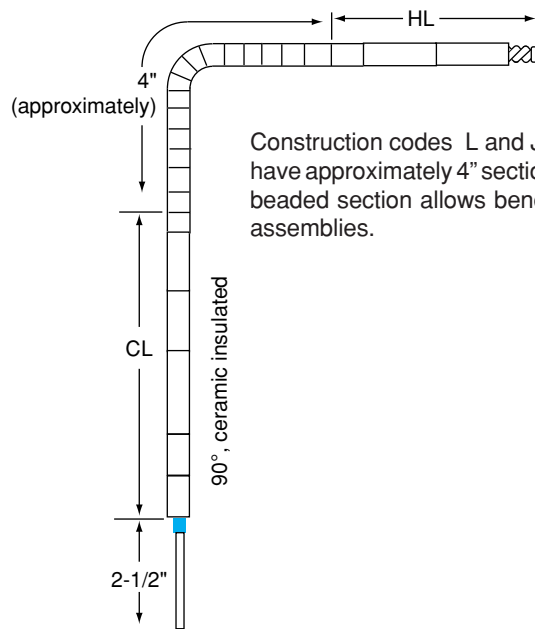 HL
4"
(approximately)
Construction codes L and J
have approximately 4” sectio
beaded section allows ben
assemblies.
CL
90°, ceramic insulated
2-1/2"